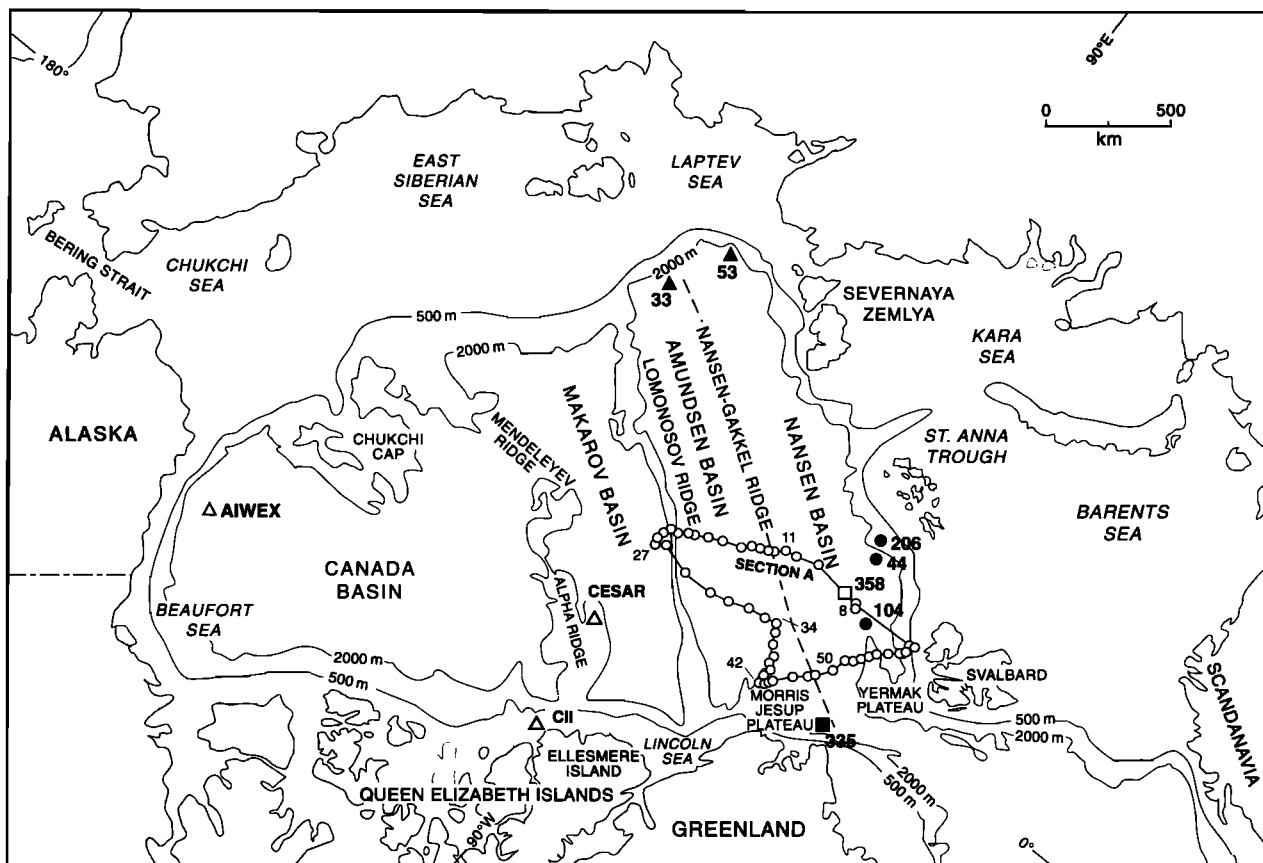 180°
90°E
0 500
km
EAST
SIBERIAN
SEA
LAPTEV
SEA
BERING STRAIT
CHUKCHI
SEA
2000 m
53
33
SEVERNAYA
ZEMLYA
500 m
KARA
SEA
2000 m
NANSEN-GAKKEL RIDGE
AMUNDSEN BASIN
LOMONOSOV RIDGE
MAKAROV BASIN
NANSEN BASIN
ALASKA
CHUKCHI
CAP
MENDELEYEV
RIDGE
ST. ANNA
TROUGH
AIWEX
BARENTS
SEA
206
11
27
44
SECTION A
CANADA
BASIN
ALPHA RIDGE
CESAR
358
8
104
BEAUFORT
SEA
34
2000 m
42
50
SVALBARD
500 m
MORRIS
JESUP
PLATEAU
YERMAK
PLATEAU
SCANDANAVIA
CII
335
500 m
2000 m
LINCOLN
SEA
ELLESMERE
ISLAND
QUEEN ELIZABETH ISLANDS
2000 m
500 m
90°W
GREENLAND
0°